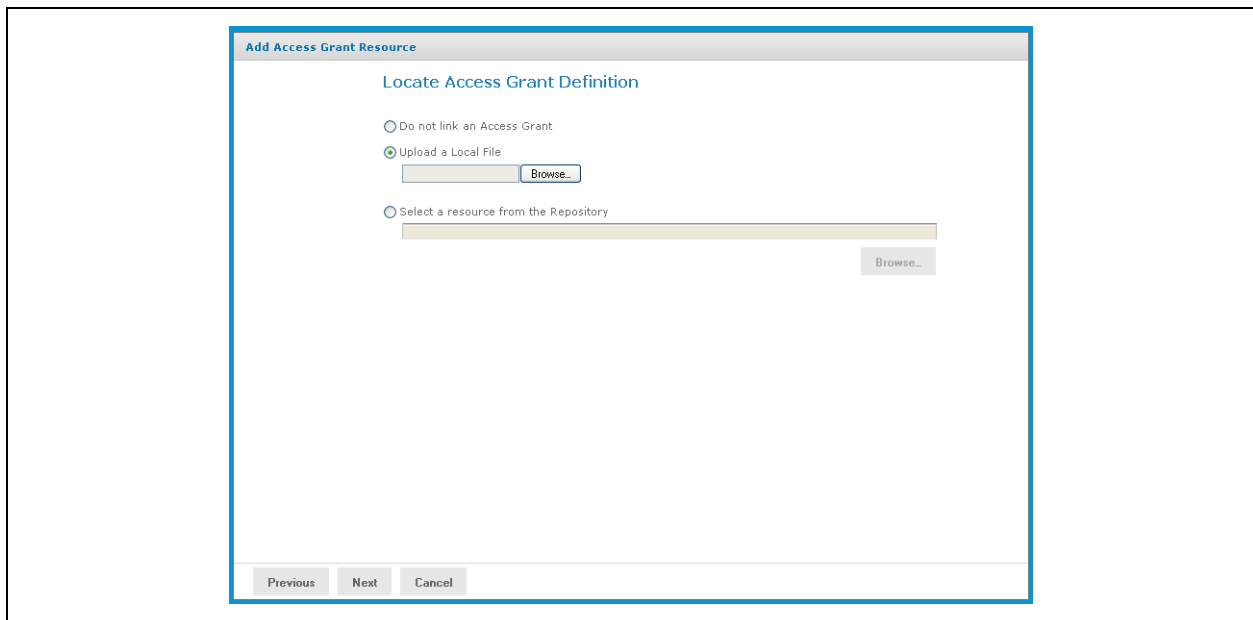 Add Access Grant Resource
Locate Access Grant Definition
Do not link an Access Grant
Upload a Local File
Browse...
Select a resource from the Repository
Browse...
Previous Next Cancel